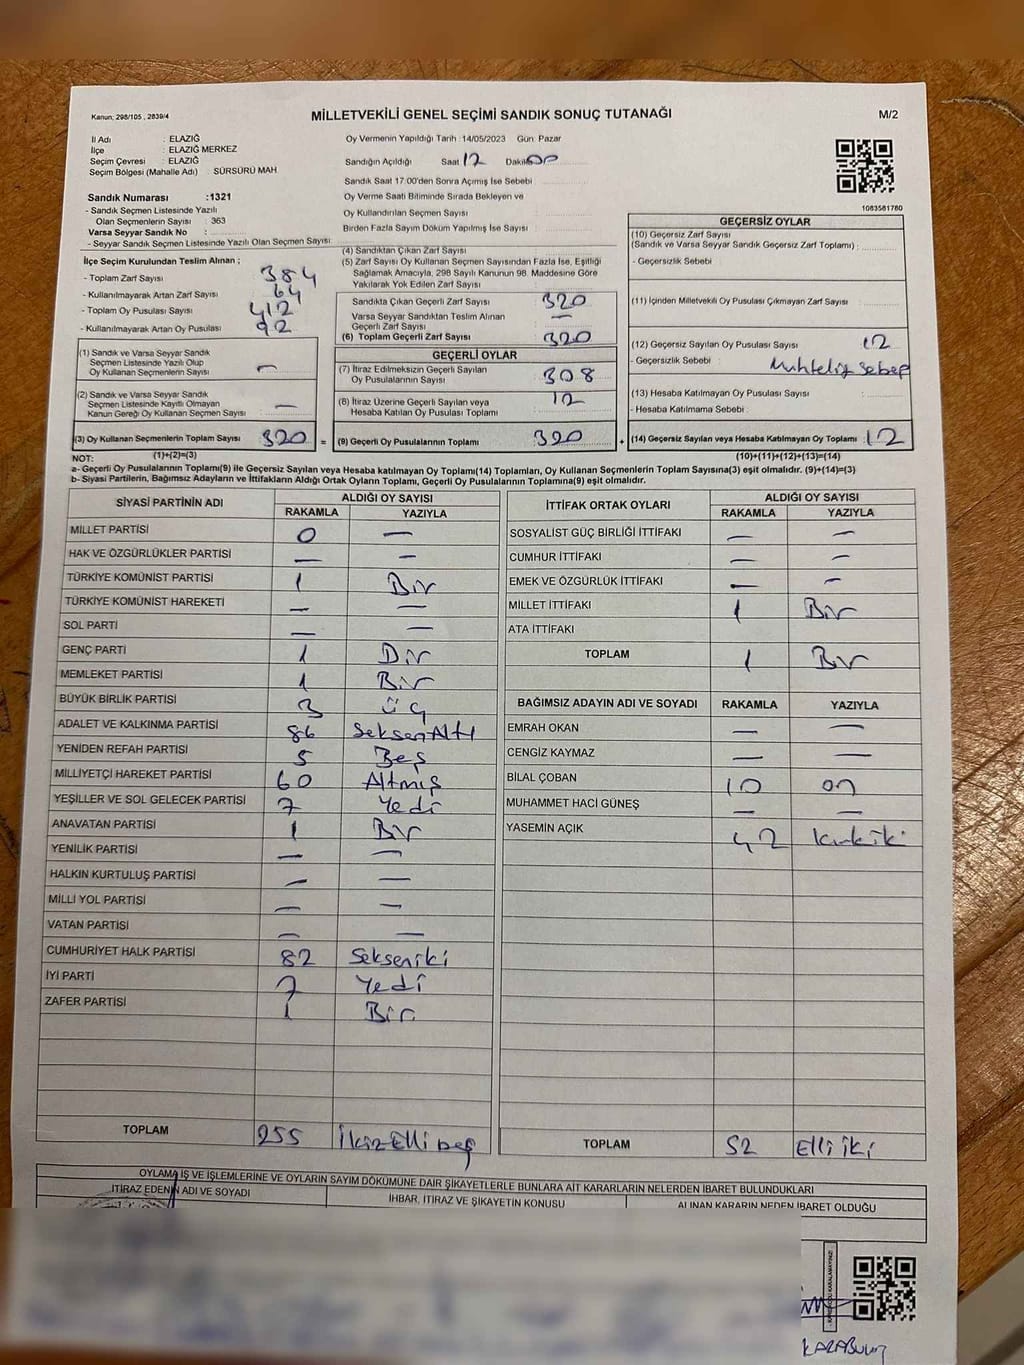 Kanun; 298/105 , 2839/4
MİLLETVEKİLİ GENEL SEÇİMİ SANDIK SONUÇ TUTANAĞI
M/2
İl Adı : ELAZIĞ
İlçe : ELAZIĞ MERKEZ
Seçim Çevresi : ELAZIĞ
Seçim Bölgesi (Mahalle Adı) SÜRSÜRÜ MAH
Sandık Numarası :1321
- Sandık Seçmen Listesinde Yazılı
Olan Seçmenlerin Sayısı : 363
Varsa Seyyar Sandık No :
- Seyyar Sandık Seçmen Listesinde Yazılı Olan Seçmen Sayısı:
Oy Vermenin Yapıldığı Tarih :14/05/2023 Gün: Pazar
Sandığın Açıldığı Saat 12 Dakika 00
Sandık Saat 17.00'den Sonra Açımış İse Sebebi
Oy Verme Saati Bitiminde Sırada Bekleyen ve
Oy Kullandırılan Seçmen Sayısı
Birden Fazla Sayım Döküm Yapılmış İse Sayısı :
1083581780
İlçe Seçim Kurulundan Teslim Alınan ;
- Toplam Zarf Sayısı 384
- Kullanılmayarak Artan Zarf Sayısı 64
- Toplam Oy Pusulası Sayısı 412
- Kullanılmayarak Artan Oy Pusulası 92
(1) Sandık ve Varsa Seyyar Sandık
Seçmen Listesinde Yazılı Olup
Oy Kullanan Seçmenlerin Sayısı : —
(2) Sandık ve Varsa Seyyar Sandık
Seçmen Listesinde Kayıtlı Olmayan
Kanun Gereği Oy Kullanan Seçmen Sayısı : —
(3) Oy Kullanan Seçmenlerin Toplam Sayısı 320 =
(4) Sandıktan Çıkan Zarf Sayısı
(5) Zarf Sayısı Oy Kullanan Seçmen Sayısından Fazla İse, Eşitliği
Sağlamak Amacıyla, 298 Sayılı Kanunun 98. Maddesine Göre
Yakılarak Yok Edilen Zarf Sayısı
Sandıkta Çıkan Geçerli Zarf Sayısı : 320
Varsa Seyyar Sandıktan Teslim Alınan
Geçerli Zarf Sayısı : —
(6) Toplam Geçerli Zarf Sayısı : 320
GEÇERLİ OYLAR
(7) İtiraz Edilmeksizin Geçerli Sayılan
Oy Pusulalarının Sayısı : 308
(8) İtiraz Üzerine Geçerli Sayılan veya
Hesaba Katılan Oy Pusulası Toplamı : 12
(9) Geçerli Oy Pusulalarının Toplamı : 320 +
GEÇERSİZ OYLAR
(10) Geçersiz Zarf Sayısı
(Sandık ve Varsa Seyyar Sandık Geçersiz Zarf Toplamı) :
- Geçersizlik Sebebi :
(11) İçinden Milletvekili Oy Pusulası Çıkmayan Zarf Sayısı :
(12) Geçersiz Sayılan Oy Pusulası Sayısı : 12
- Geçersizlik Sebebi : Muhtelif Sebep
(13) Hesaba Katılmayan Oy Pusulası Sayısı :
- Hesaba Katılmama Sebebi :
(14) Geçersiz Sayılan veya Hesaba Katılmayan Oy Toplamı : 12
NOT: (1)+(2)=(3)
(10)+(11)+(12)+(13)=(14)
a- Geçerli Oy Pusulalarının Toplamı(9) ile Geçersiz Sayılan veya Hesaba katılmayan Oy Toplamı(14) Toplamları, Oy Kullanan Seçmenlerin Toplam Sayısına(3) eşit olmalıdır. (9)+(14)=(3)
b- Siyasi Partilerin, Bağımsız Adayların ve İttifakların Aldığı Ortak Oyların Toplamı, Geçerli Oy Pusulalarının Toplamına(9) eşit olmalıdır.
SİYASİ PARTİNİN ADI ALDIĞI OY SAYISI
RAKAMLA YAZIYLA
MİLLET PARTİSİ 0 —
HAK VE ÖZGÜRLÜKLER PARTİSİ — —
TÜRKİYE KOMÜNİST PARTİSİ 1 Bir
TÜRKİYE KOMÜNİST HAREKETİ — —
SOL PARTİ — —
GENÇ PARTİ 1 Bir
MEMLEKET PARTİSİ 1 Bir
BÜYÜK BİRLİK PARTİSİ 3 üç
ADALET VE KALKINMA PARTİSİ 86 SeksenAltı
YENİDEN REFAH PARTİSİ 5 Beş
MİLLİYETÇİ HAREKET PARTİSİ 60 Altmış
YEŞİLLER VE SOL GELECEK PARTİSİ 7 Yedi
ANAVATAN PARTİSİ 1 Bir
YENİLİK PARTİSİ — —
HALKIN KURTULUŞ PARTİSİ — —
MİLLİ YOL PARTİSİ — —
VATAN PARTİSİ — —
CUMHURİYET HALK PARTİSİ 82 Sekseniki
İYİ PARTİ 7 Yedi
ZAFER PARTİSİ 1 Bir
TOPLAM 255 İkizElli beş
İTTİFAK ORTAK OYLARI ALDIĞI OY SAYISI
RAKAMLA YAZIYLA
SOSYALİST GÜÇ BİRLİĞİ İTTİFAKI — —
CUMHUR İTTİFAKI — —
EMEK VE ÖZGÜRLÜK İTTİFAKI — —
MİLLET İTTİFAKI 1 Bir
ATA İTTİFAKI
TOPLAM 1 Bir
BAĞIMSIZ ADAYIN ADI VE SOYADI RAKAMLA YAZIYLA
EMRAH OKAN — —
CENGİZ KAYMAZ — —
BİLAL ÇOBAN 10 on
MUHAMMET HACİ GÜNEŞ — —
YASEMİN AÇIK 42 kırkiki
TOPLAM 52 Elli iki
OYLAMA İŞ VE İŞLEMLERİNE VE OYLARIN SAYIM DÖKÜMÜNE DAİR ŞİKAYETLERLE BUNLARA AİT KARARLARIN NELERDEN İBARET BULUNDUKLARI
İTİRAZ EDENİN ADI VE SOYADI
İHBAR, İTİRAZ VE ŞİKAYETİN KONUSU
ALINAN KARARIN NEDEN İBARET OLDUĞU
KARABULUT